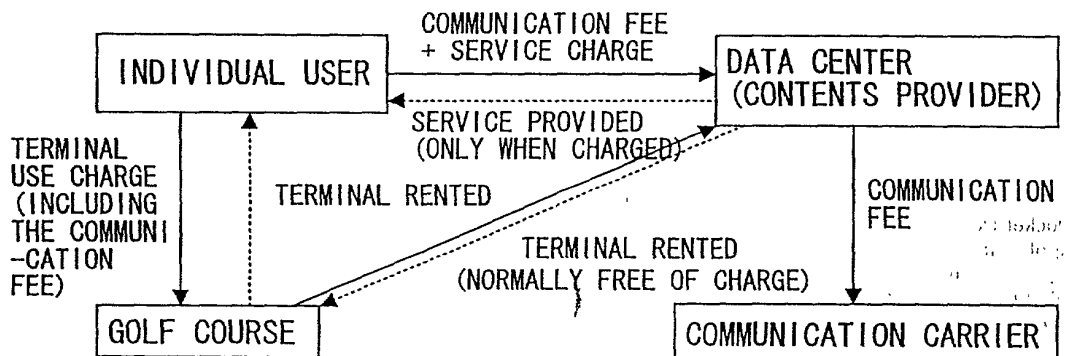 COMMUNICATION FEE
+ SERVICE CHARGE
INDIVIDUAL USER
DATA CENTER
(CONTENTS PROVIDER)
SERVICE PROVIDED
(ONLY WHEN CHARGED)
TERMINAL
USE CHARGE
(INCLUDING
THE COMMUNI
-CATION
FEE)
TERMINAL RENTED
COMMUNICATION
FEE
TERMINAL RENTED
(NORMALLY FREE OF CHARGE)
GOLF COURSE
COMMUNICATION CARRIER